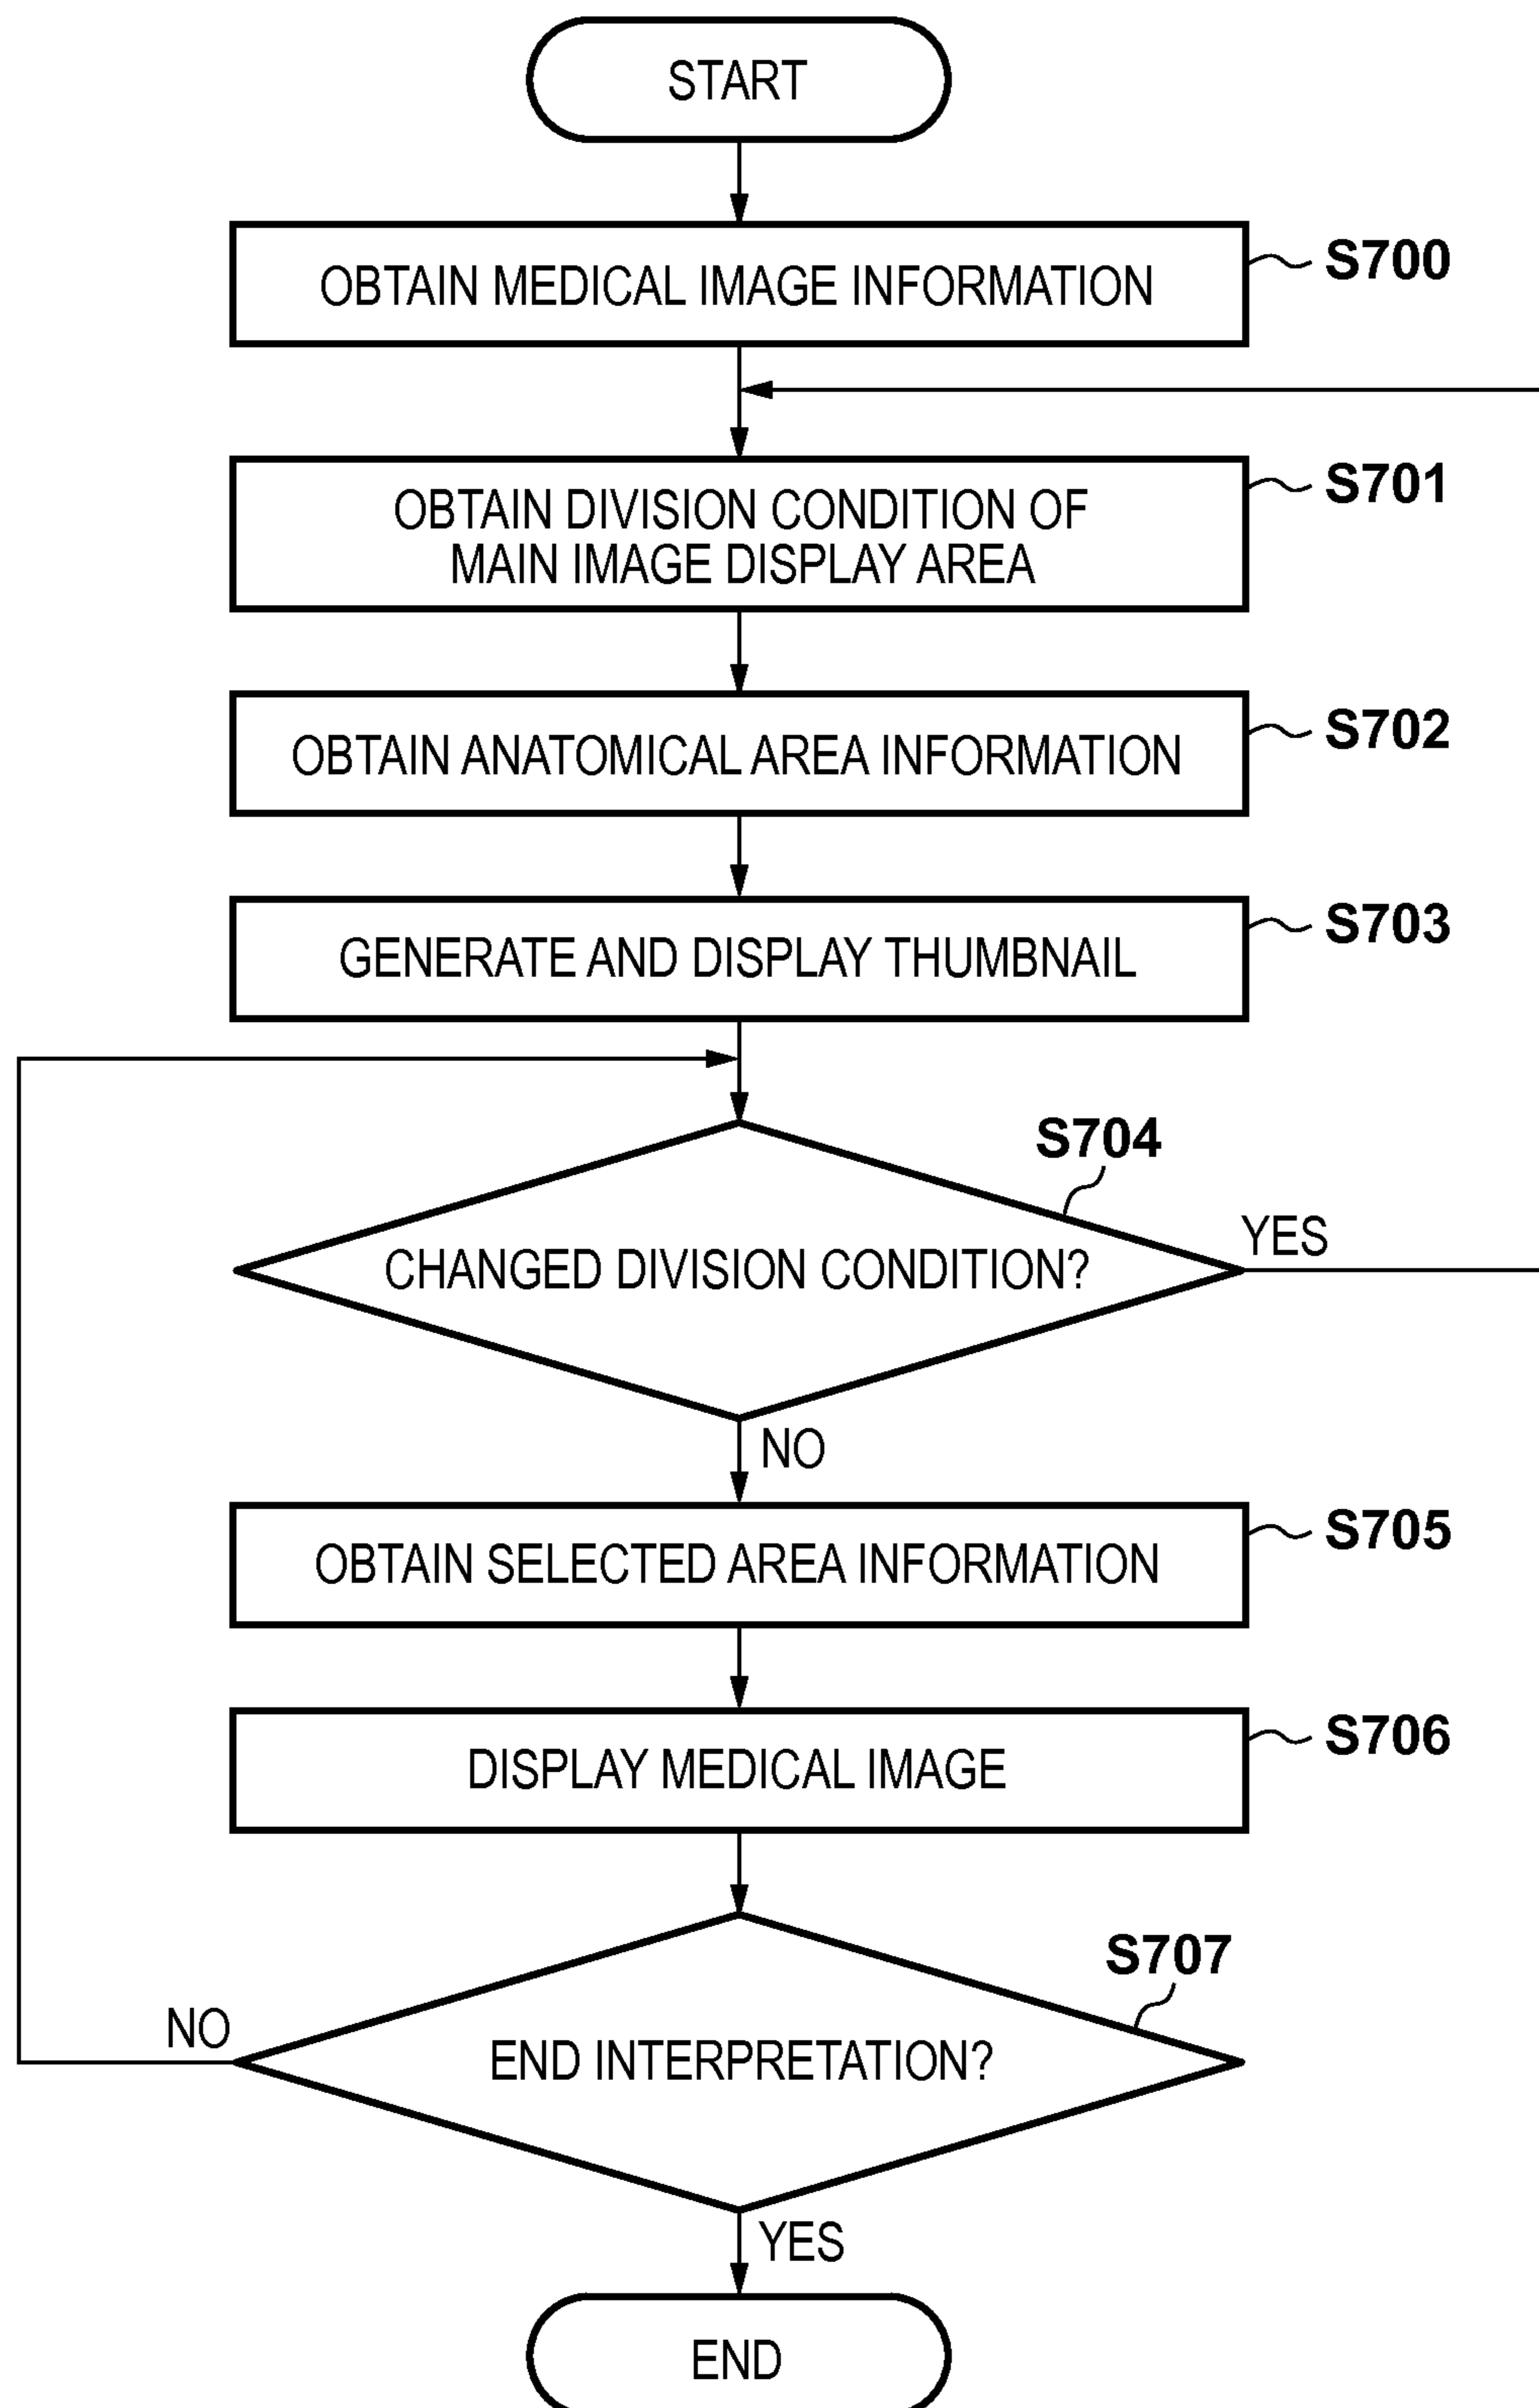 START
OBTAIN MEDICAL IMAGE INFORMATION
S700
OBTAIN DIVISION CONDITION OF
MAIN IMAGE DISPLAY AREA
S701
OBTAIN ANATOMICAL AREA INFORMATION
S702
GENERATE AND DISPLAY THUMBNAIL
S703
S704
CHANGED DIVISION CONDITION?
YES
NO
OBTAIN SELECTED AREA INFORMATION
S705
DISPLAY MEDICAL IMAGE
S706
S707
NO
END INTERPRETATION?
YES
END